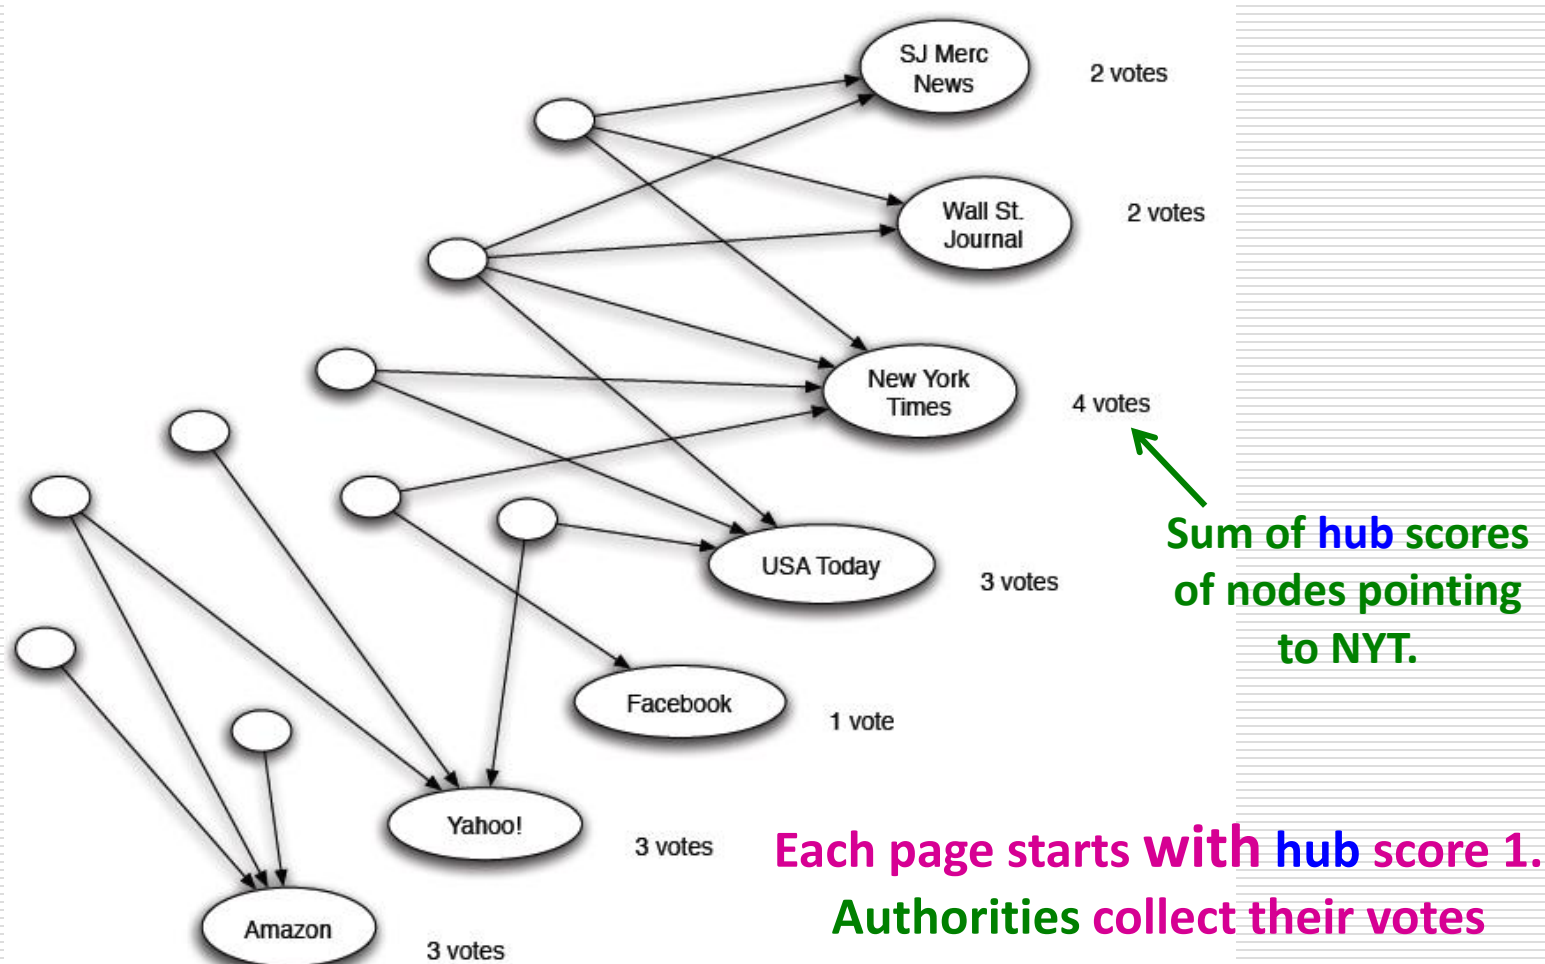 SJ Merc
News
2 votes
Wall St.
Journal
2 votes
New York
Times
4 votes
Sum of hub scores
of nodes pointing
to NYT.
USA Today
3 votes
Facebook
1 vote
Yahoo!
3 votes
Each page starts with hub score 1.
Authorities collect their votes
Amazon
3 votes